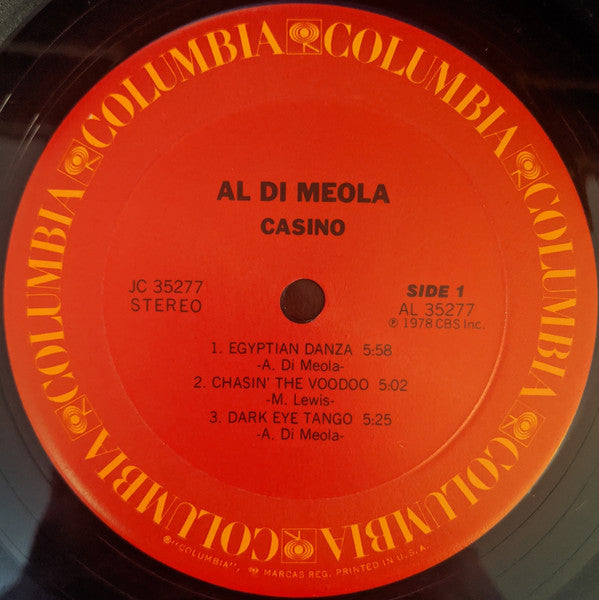 COLUMBIA COLUMBIA COLUMBIA COLUMBIA COLUMBIA COLUMBIA
AL DI MEOLA
CASINO
JC 35277
STEREO
SIDE 1
AL 35277
℗ 1978 CBS Inc.
1. EGYPTIAN DANZA 5:58
-A. Di Meola-
2. CHASIN' THE VOODOO 5:02
-M. Lewis-
3. DARK EYE TANGO 5:25
-A. Di Meola-
®"COLUMBIA", MARCAS REG. PRINTED IN U.S.A.